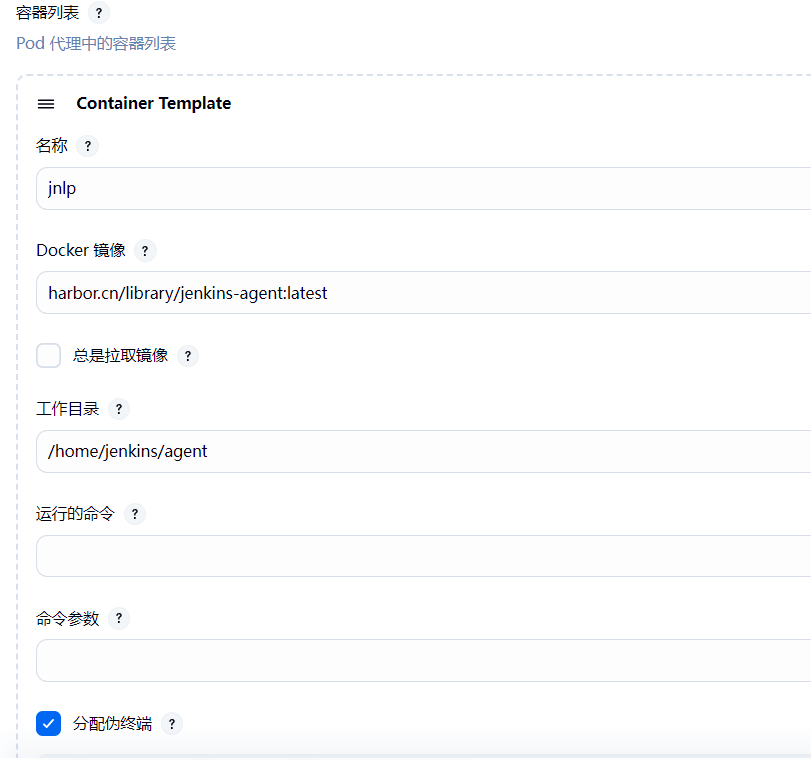 容器列表 ?
Pod 代理中的容器列表
Container Template
名称 ?
jnlp
Docker 镜像 ?
harbor.cn/library/jenkins-agent:latest
总是拉取镜像 ?
工作目录 ?
/home/jenkins/agent
运行的命令 ?
命令参数 ?
分配伪终端 ?